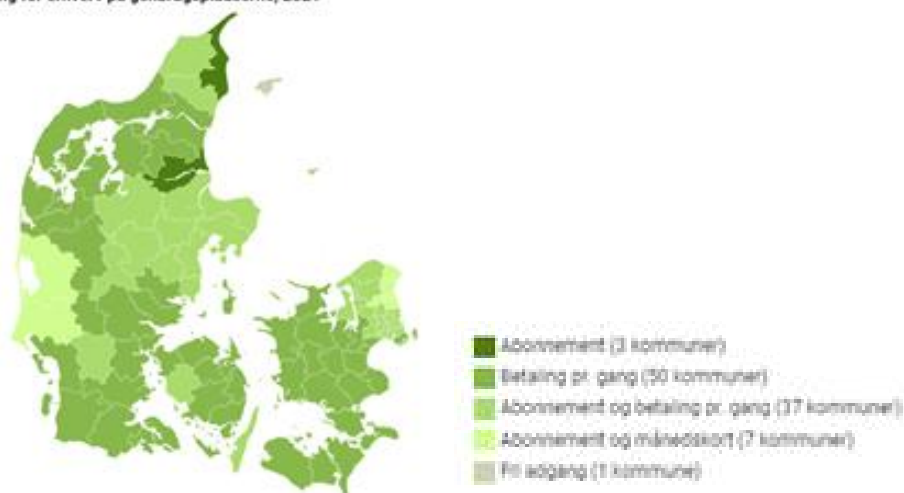 Abonnement (3 kommuner)
Betaling pr. gang (50 kommuner)
Abonnement og betaling pr. gang (37 kommuner)
Abonnement og månedskort (7 kommuner)
Fri adgang (1 kommune)